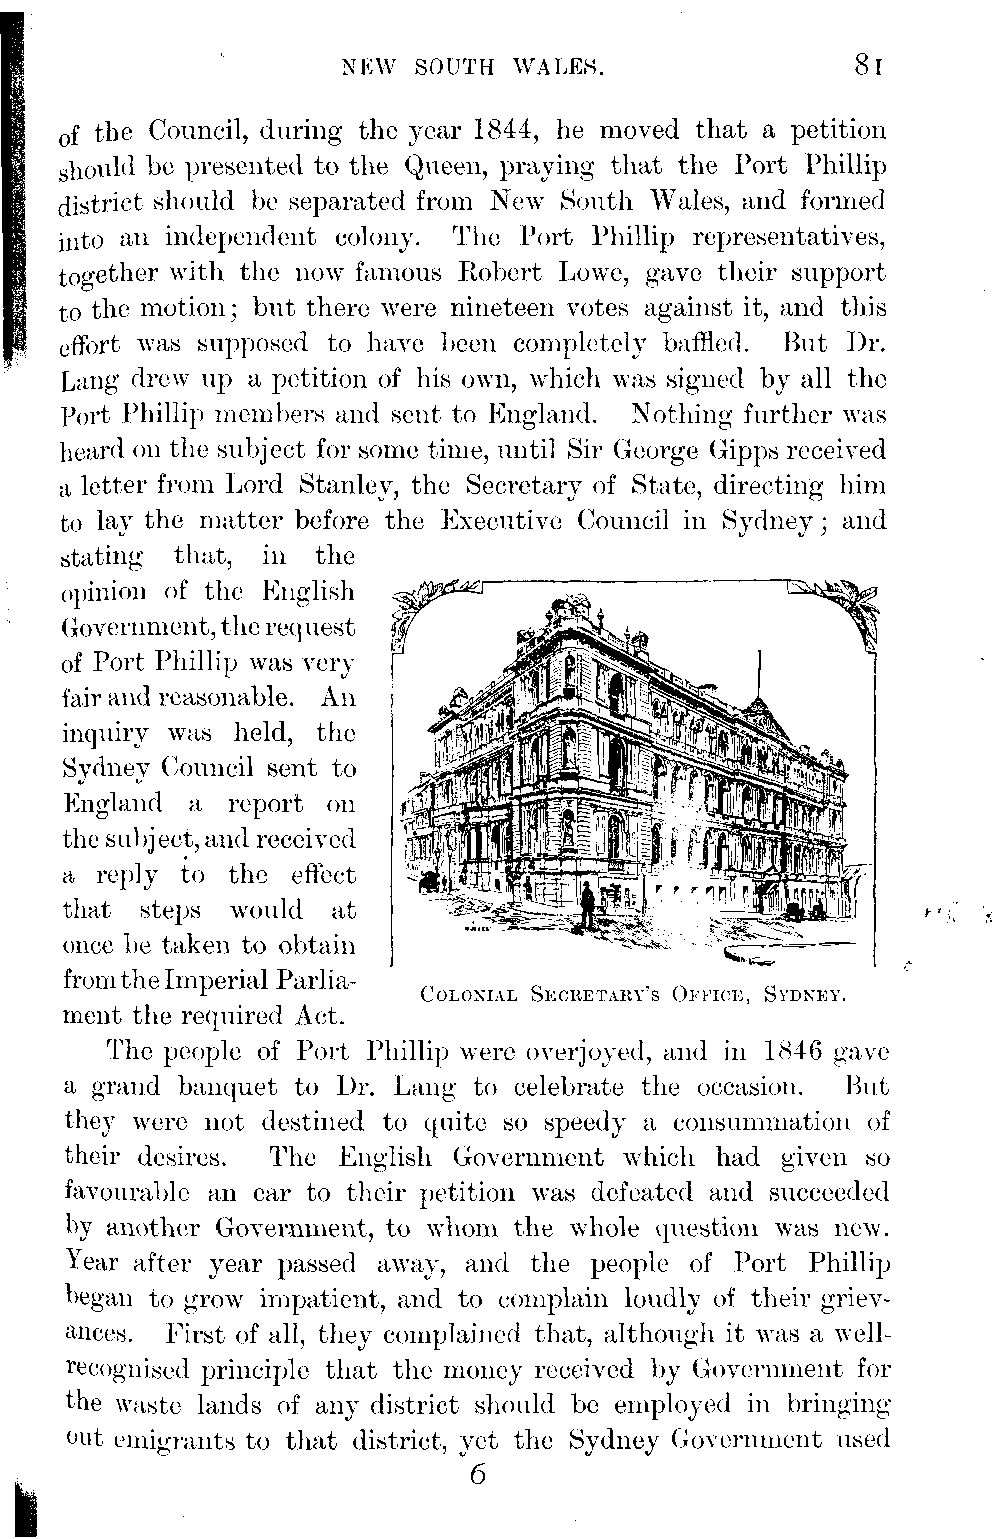 NEW SOUTH WALES. 81
of the Council, during the year 1844, he moved that a petition
should be presented to the Queen, praying that the Port Phillip
district should be separated from New South Wales, and formed
into an independent colony. The Port Phillip representatives,
together with the now famous Robert Lowe, gave their support
to the motion; but there were nineteen votes against it, and this
effort was supposed to have been completely baffled. But Dr.
Lang drew up a petition of his own, which was signed by all the
Port Phillip members and sent to England. Nothing further was
heard on the subject for some time, until Sir George Gipps received
a letter from Lord Stanley, the Secretary of State, directing him
to lay the matter before the Executive Council in Sydney; and
stating that, in the
opinion of the English
Government, the request
of Port Phillip was very
fair and reasonable. An
inquiry was held, the
Sydney Council sent to
England a report on
the subject, and received
a reply to the effect
that steps would at
once be taken to obtain
from the Imperial Parlia-
ment the required Act.
COLONIAL SECRETARY'S OFFICE, SYDNEY.
The people of Port Phillip were overjoyed, and in 1846 gave
a grand banquet to Dr. Lang to celebrate the occasion. But
they were not destined to quite so speedy a consummation of
their desires. The English Government which had given so
favourable an ear to their petition was defeated and succeeded
by another Government, to whom the whole question was new.
Year after year passed away, and the people of Port Phillip
began to grow impatient, and to complain loudly of their griev-
ances. First of all, they complained that, although it was a well-
recognised principle that the money received by Government for
the waste lands of any district should be employed in bringing
out emigrants to that district, yet the Sydney Government used
6